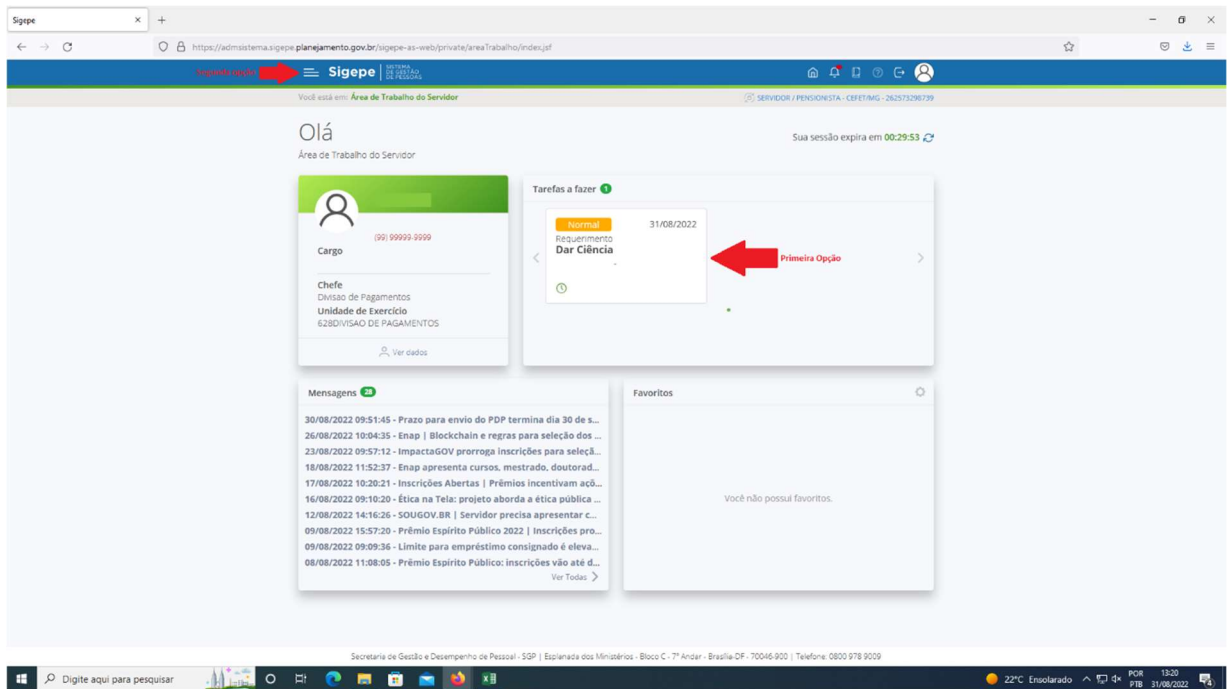 Sigepe
https://admsistema.sigepe.planejamento.gov.br/sigepe-as-web/private/areaTrabalho/index.jsf
Segunda opção
Sigepe SISTEMA DE GESTÃO DE PESSOAS
Você está em: Área de Trabalho do Servidor
SERVIDOR / PENSIONISTA - CEFET/MG - 262573298739
Olá
Área de Trabalho do Servidor
Sua sessão expira em 00:29:53
(99) 99999-9999
Cargo
Chefe
Divisao de Pagamentos
Unidade de Exercício
628DIVISAO DE PAGAMENTOS
Ver dados
Tarefas a fazer 1
Normal 31/08/2022
Requerimento
Dar Ciência
-
Primeira Opção
Mensagens 28
30/08/2022 09:51:45 - Prazo para envio do PDP termina dia 30 de s...
26/08/2022 10:04:35 - Enap | Blockchain e regras para seleção dos ...
23/08/2022 09:57:12 - ImpactaGOV prorroga inscrições para seleçã...
18/08/2022 11:52:37 - Enap apresenta cursos, mestrado, doutorad...
17/08/2022 10:20:21 - Inscrições Abertas | Prêmios incentivam açõ...
16/08/2022 09:10:20 - Ética na Tela: projeto aborda a ética pública ...
12/08/2022 14:16:26 - SOUGOV.BR | Servidor precisa apresentar c...
09/08/2022 15:57:20 - Prêmio Espírito Público 2022 | Inscrições pro...
09/08/2022 09:09:36 - Limite para empréstimo consignado é eleva...
08/08/2022 11:08:05 - Prêmio Espírito Público: inscrições vão até d...
Ver Todas
Favoritos
Você não possui favoritos.
Secretaria de Gestão e Desempenho de Pessoal - SGP | Esplanada dos Ministérios - Bloco C - 7º Andar - Brasília-DF - 70046-900 | Telefone: 0800 978 9009
Digite aqui para pesquisar
22°C Ensolarado
POR
PTB
13:20
31/08/2022
4